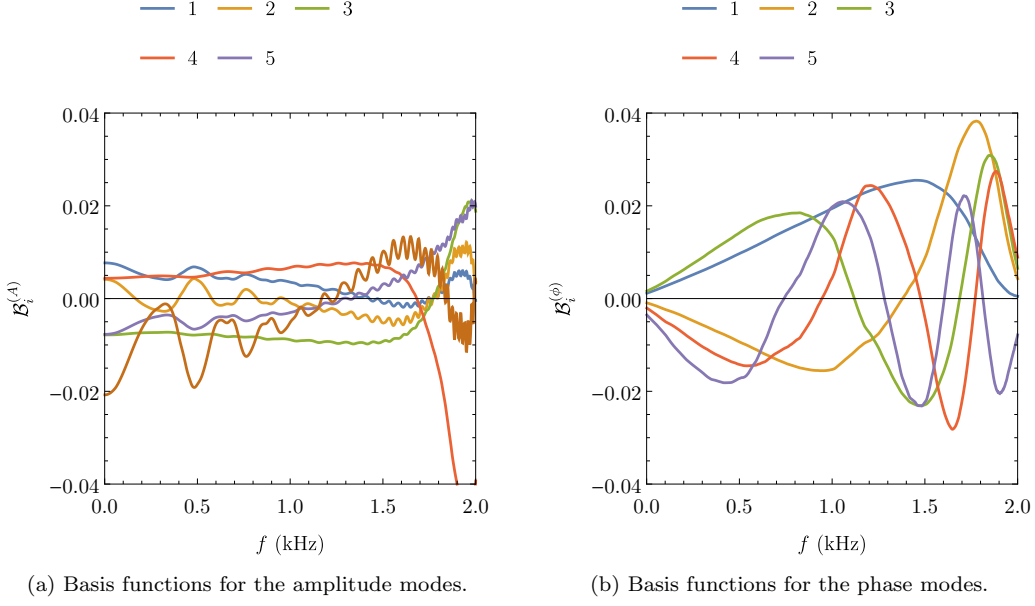 1 2 3
4 5
0.04
0.02
0.00
−0.02
−0.04
0.0 0.5 1.0 1.5 2.0
ℬᵢ⁽ᴬ⁾
f (kHz)
(a) Basis functions for the amplitude modes.
1 2 3
4 5
0.04
0.02
0.00
−0.02
−0.04
0.0 0.5 1.0 1.5 2.0
ℬᵢ⁽ᵠ⁾
f (kHz)
(b) Basis functions for the phase modes.